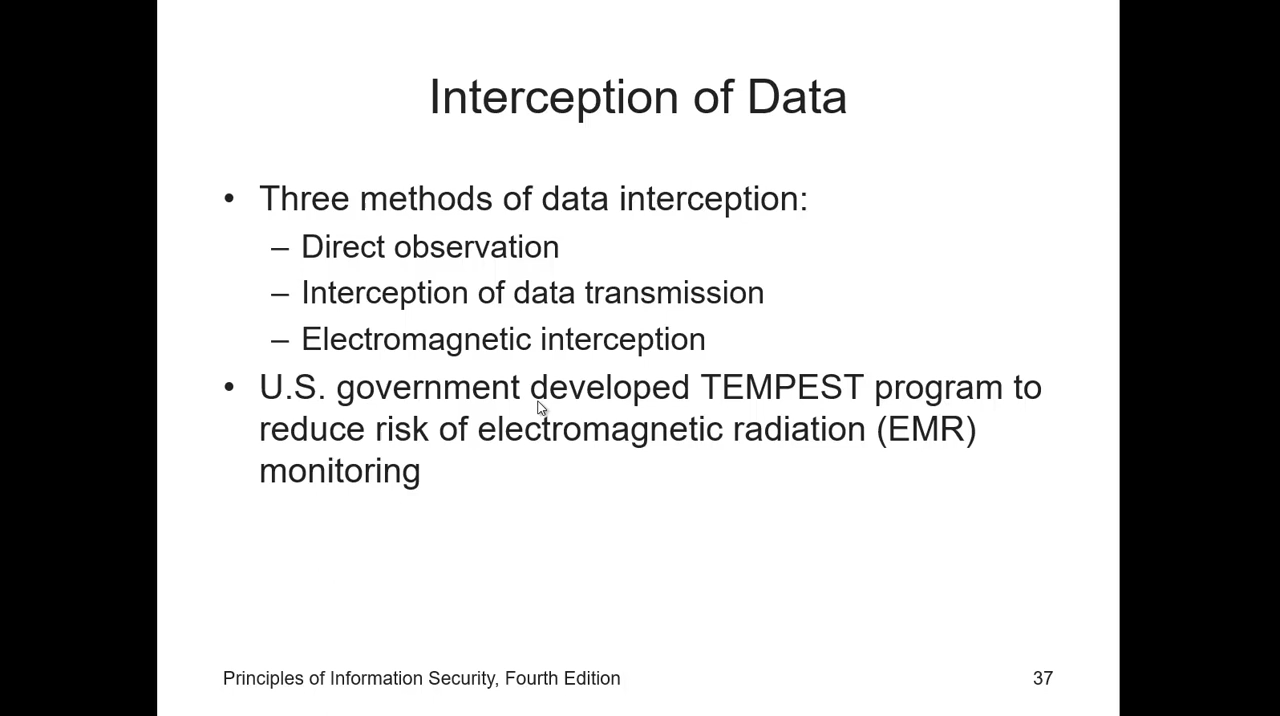 Interception of Data
• Three methods of data interception:
– Direct observation
– Interception of data transmission
– Electromagnetic interception
• U.S. government developed TEMPEST program to
reduce risk of electromagnetic radiation (EMR)
monitoring
Principles of Information Security, Fourth Edition
37